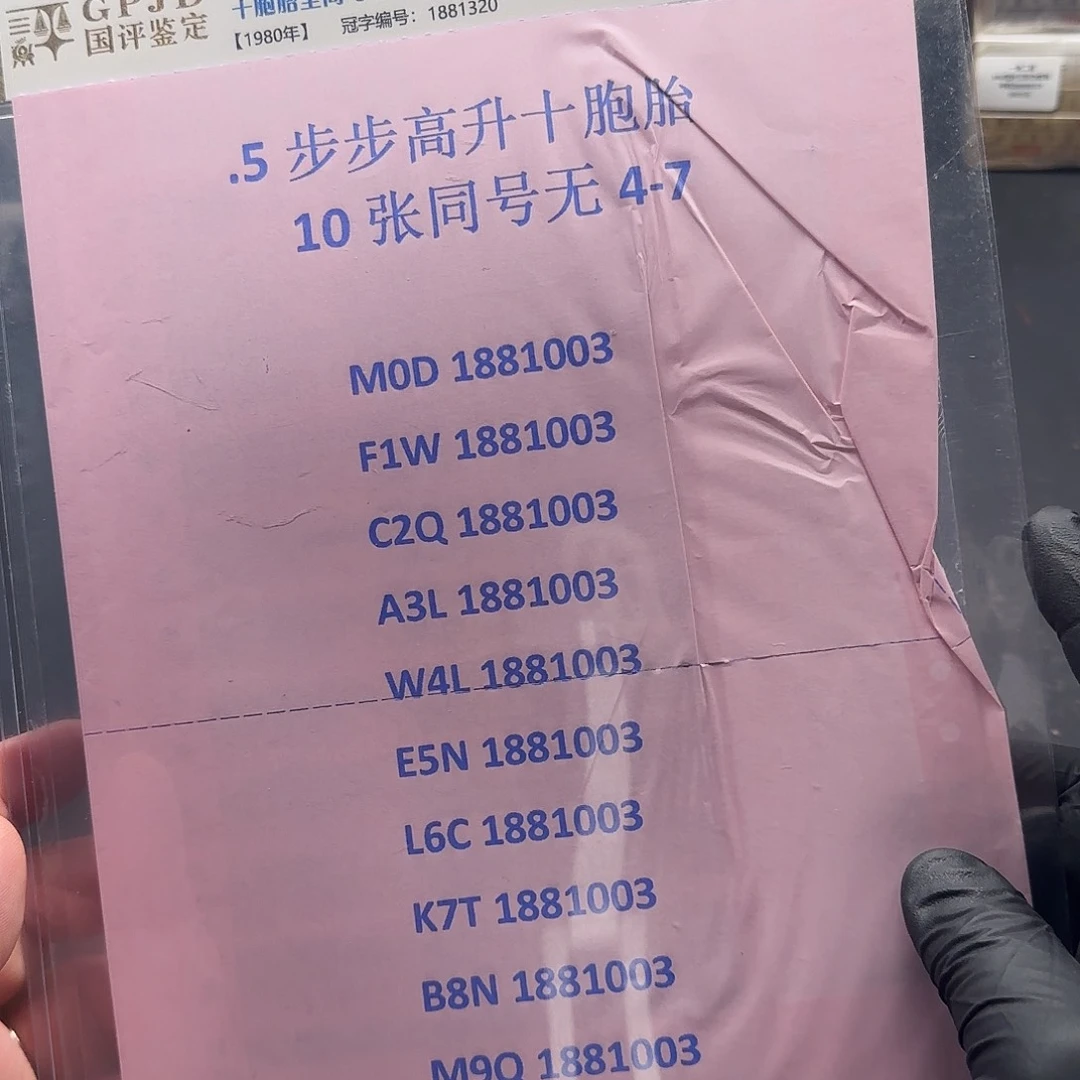 GPJD
国评鉴定
【1980年】 冠字编号：1881320
.5 步步高升十胞胎
10 张同号无 4-7
M0D 1881003
F1W 1881003
C2Q 1881003
A3L 1881003
W4L 1881003
E5N 1881003
L6C 1881003
K7T 1881003
B8N 1881003
M9Q 1881003